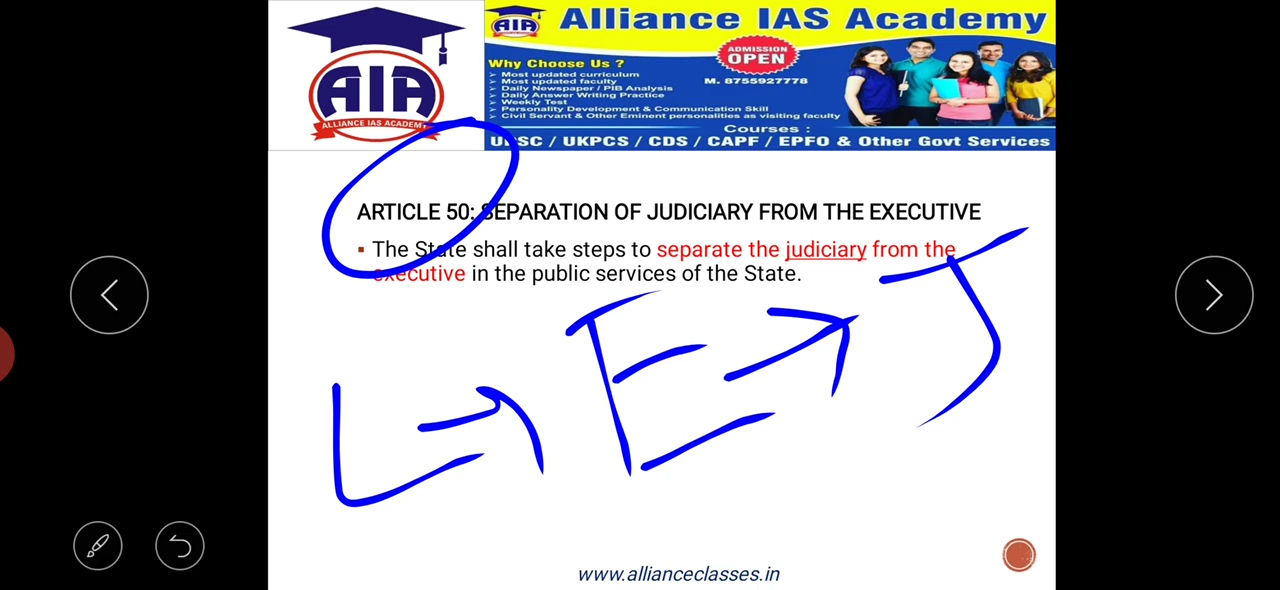 Alliance IAS Academy
AIA
ALLIANCE IAS ACADEMY
AIA
Why Choose Us ?
➢ Most updated curriculum
➢ Most updated faculty
➢ Daily Newspaper / PIB Analysis
➢ Daily Answer Writing Practice
➢ Weekly Test
➢ Personality Development & Communication Skill
➢ Civil Servant & Other Eminent personalities as visiting faculty
ADMISSION
OPEN
M. 8755927778
Courses :
UPSC / UKPCS / CDS / CAPF / EPFO & Other Govt Services
ARTICLE 50: SEPARATION OF JUDICIARY FROM THE EXECUTIVE
▪ The State shall take steps to separate the judiciary from the
executive in the public services of the State.
L → E → J
www.allianceclasses.in